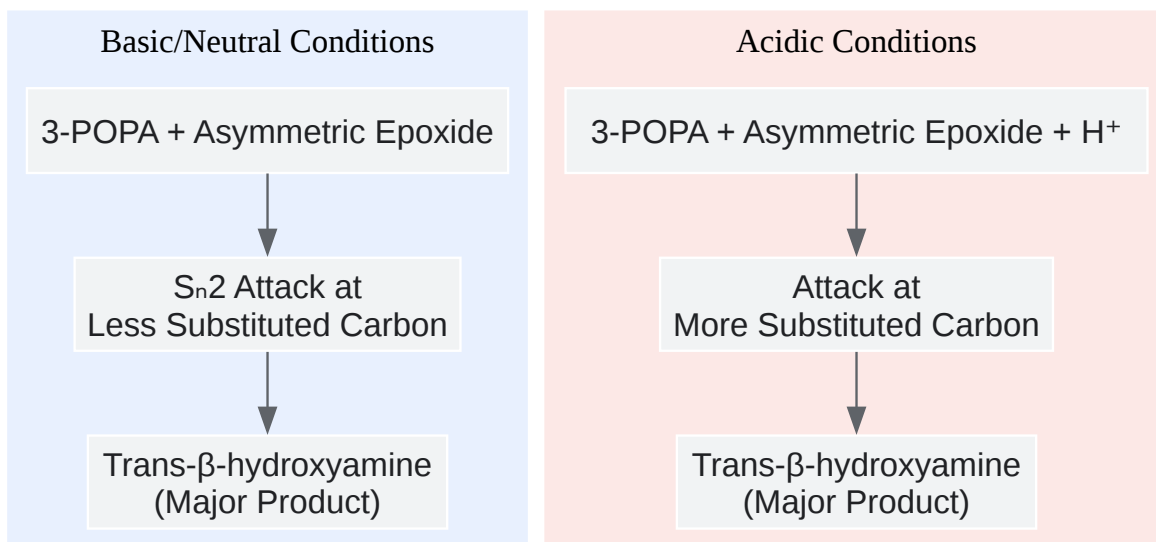 Basic/Neutral Conditions
3-POPA + Asymmetric Epoxide
Sₙ2 Attack at
Less Substituted Carbon
Trans-β-hydroxyamine
(Major Product)
Acidic Conditions
3-POPA + Asymmetric Epoxide + H⁺
Attack at
More Substituted Carbon
Trans-β-hydroxyamine
(Major Product)